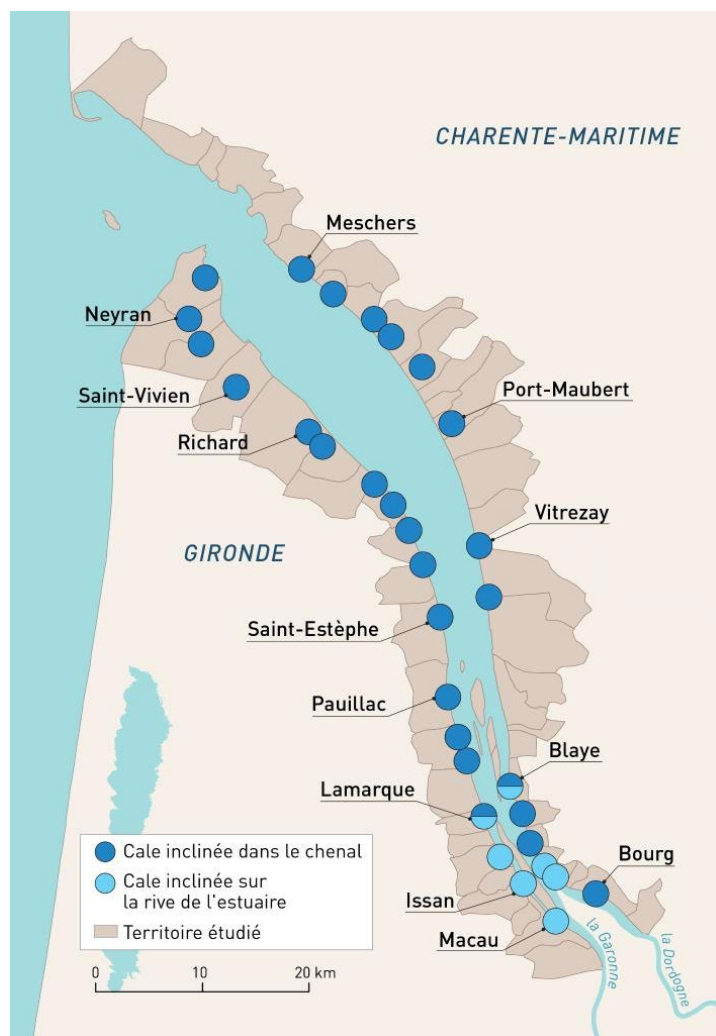 CHARENTE-MARITIME
Meschers
Neyran
Saint-Vivien
Port-Maubert
Richard
Vitrezay
GIRONDE
Saint-Estèphe
Pauillac
Blaye
Lamarque
Cale inclinée dans le chenal
Cale inclinée sur
la rive de l'estuaire
Territoire étudié
Bourg
Issan
Macau
la Garonne
la Dordogne
0 10 20 km